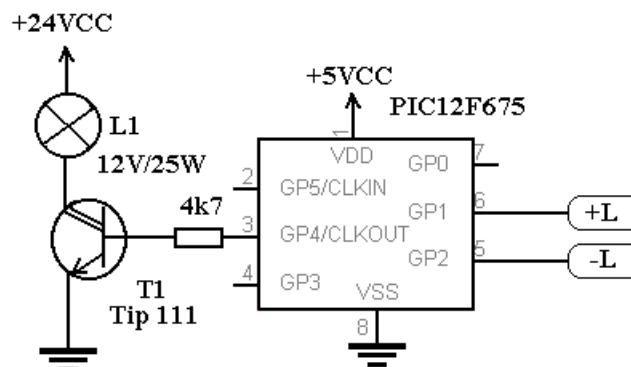 +24VCC
L1
12V/25W
4k7
T1
Tip 111
+5VCC
PIC12F675
1
VDD
GP0
7
2
GP5/CLKIN
GP1
6
+L
3
GP4/CLKOUT
GP2
5
-L
4
GP3
VSS
8